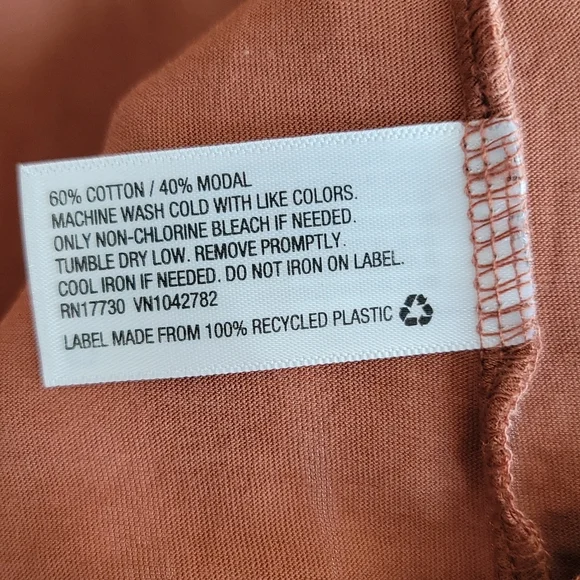 60% COTTON / 40% MODAL
MACHINE WASH COLD WITH LIKE COLORS.
ONLY NON-CHLORINE BLEACH IF NEEDED.
TUMBLE DRY LOW. REMOVE PROMPTLY.
COOL IRON IF NEEDED. DO NOT IRON ON LABEL.
RN17730 VN1042782
LABEL MADE FROM 100% RECYCLED PLASTIC